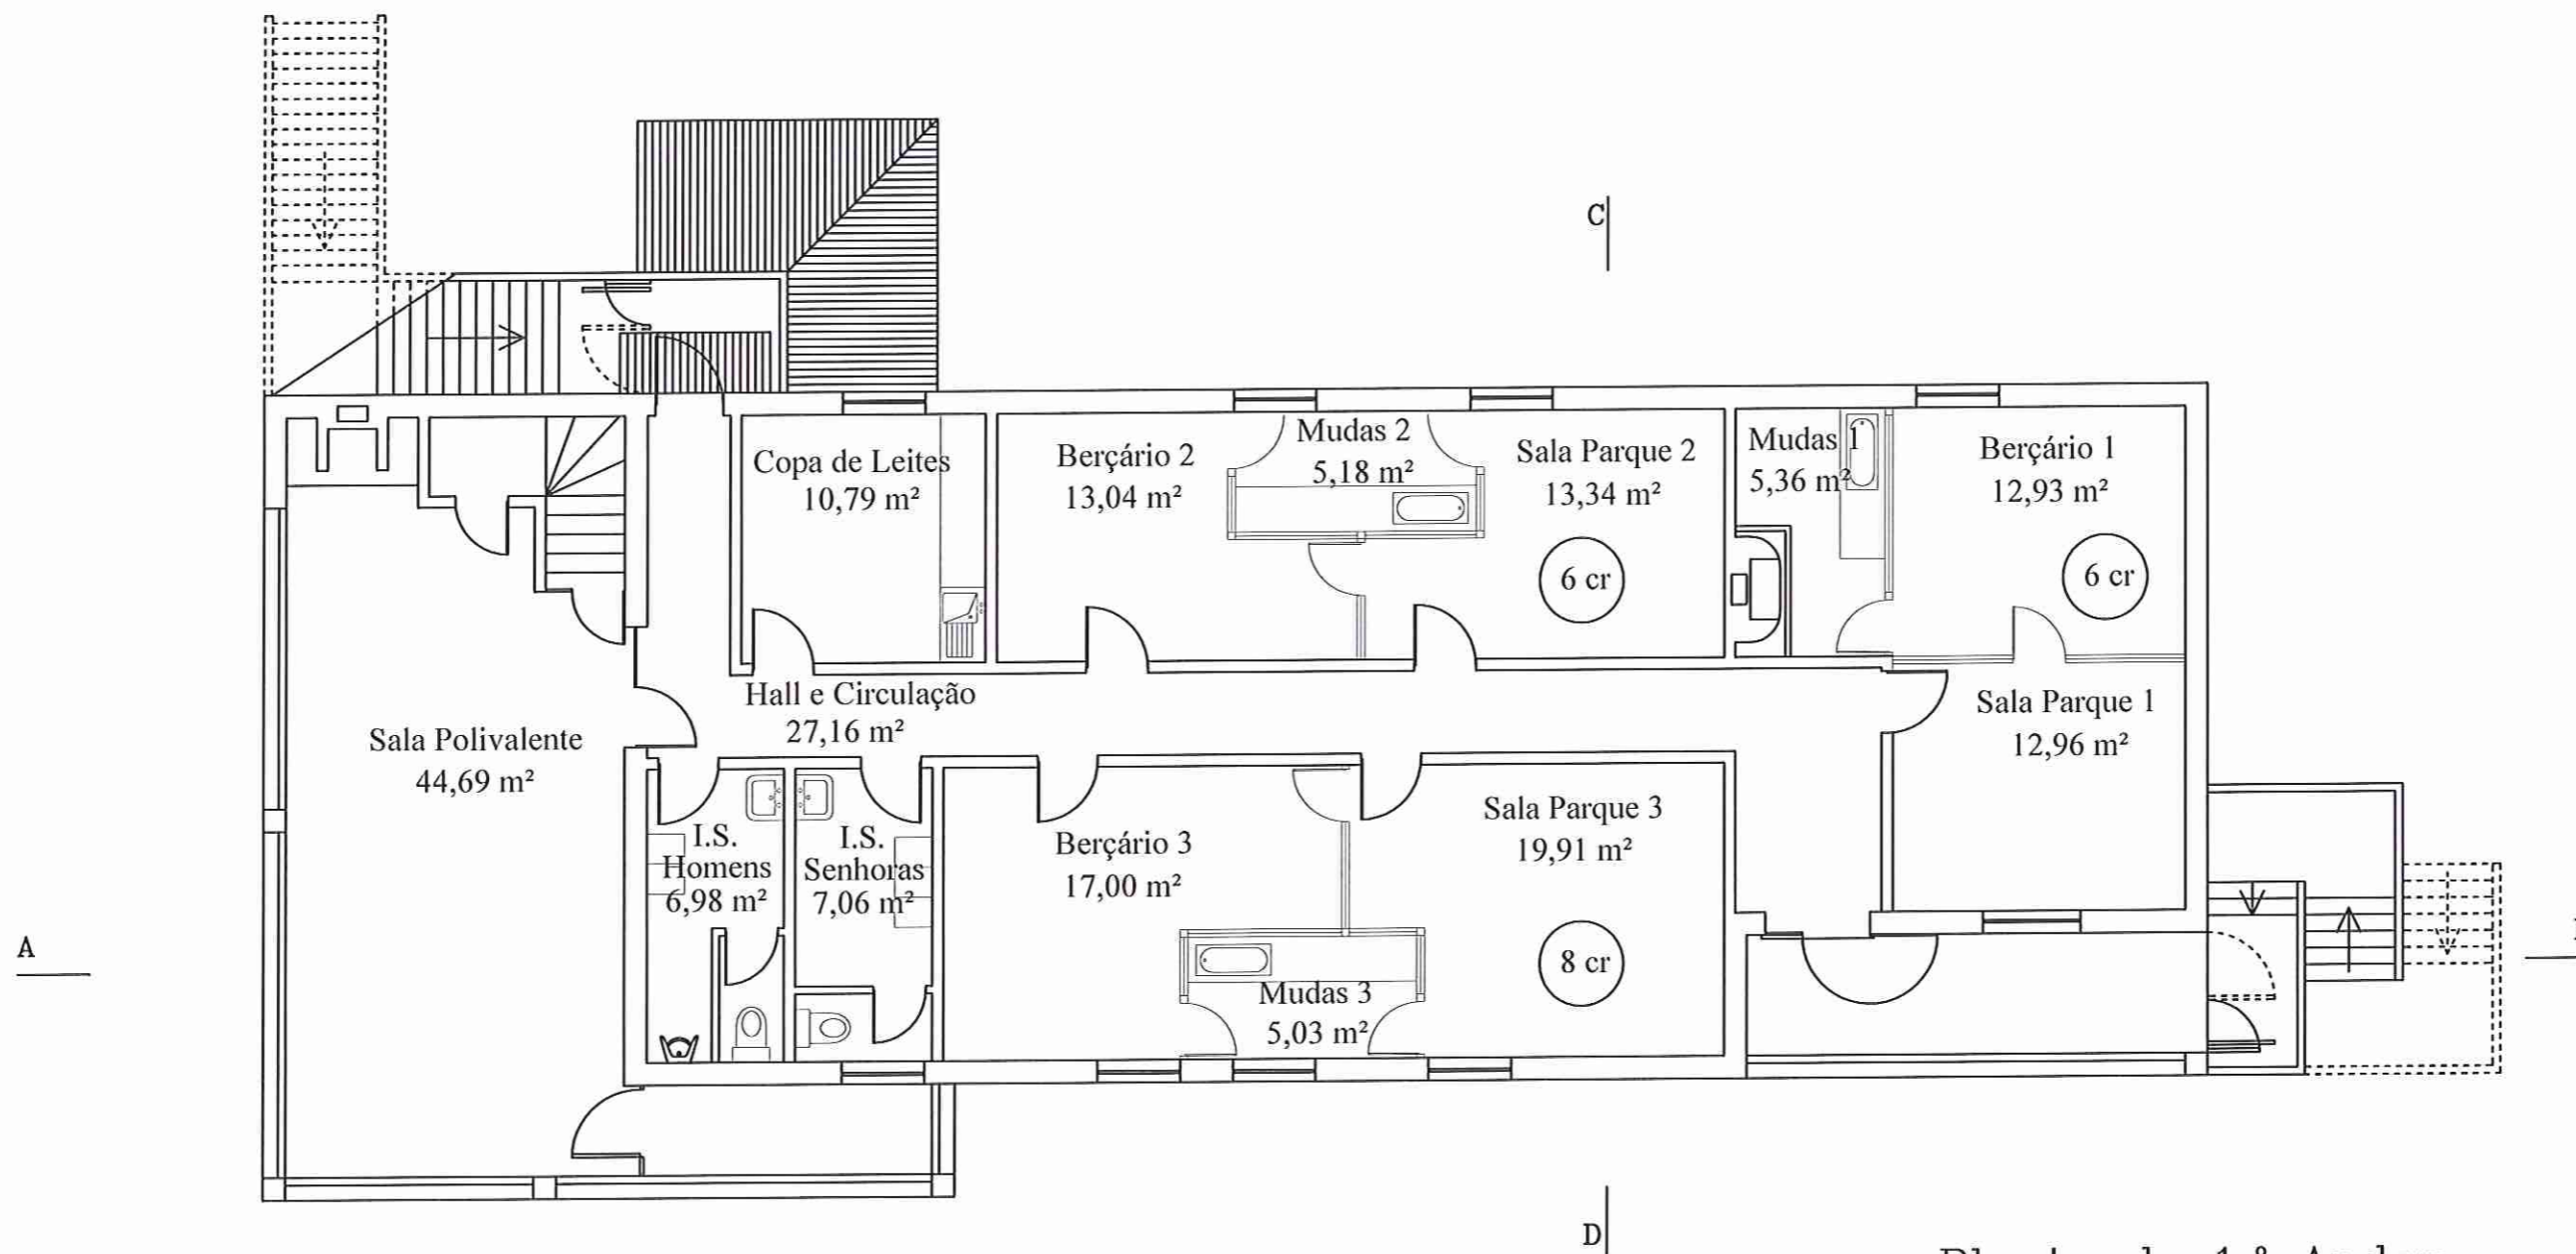 C
Copa de Leites
10,79 m²
Berçário 2
13,04 m²
Mudas 2
5,18 m²
Sala Parque 2
13,34 m²
6 cr
Mudas 1
5,36 m²
Berçário 1
12,93 m²
6 cr
Hall e Circulação
27,16 m²
Sala Parque 1
12,96 m²
Sala Polivalente
44,69 m²
I.S.
Homens
6,98 m²
I.S.
Senhoras
7,06 m²
Berçário 3
17,00 m²
Sala Parque 3
19,91 m²
8 cr
Mudas 3
5,03 m²
A
D